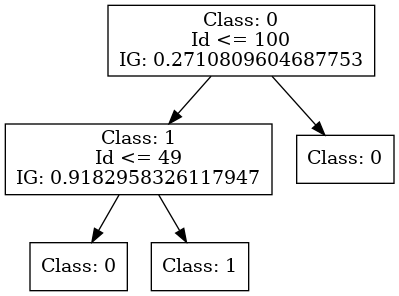 Class: 0
Id <= 100
IG: 0.2710809604687753
Class: 1
Id <= 49
IG: 0.9182958326117947
Class: 0
Class: 0
Class: 1